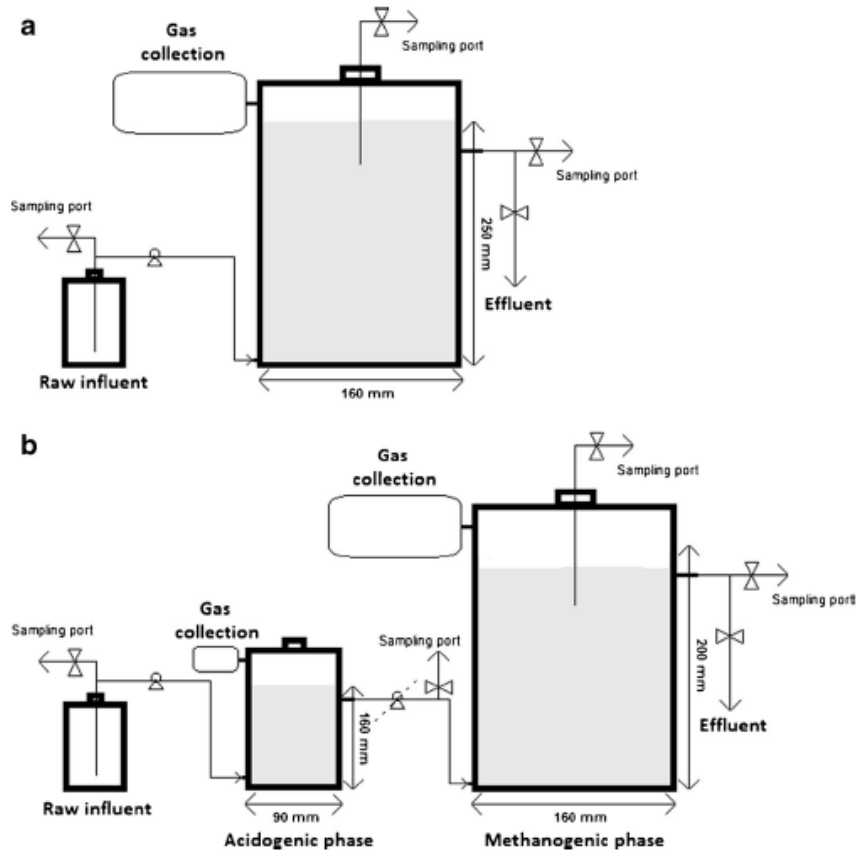 a
Gas
collection
Sampling port
Sampling port
Sampling port
250 mm
Effluent
Raw influent
160 mm
b
Gas
collection
Sampling port
Gas
collection
Sampling port
Sampling port
Sampling port
200 mm
160 mm
Effluent
Raw influent
90 mm
160 mm
Acidogenic phase
Methanogenic phase